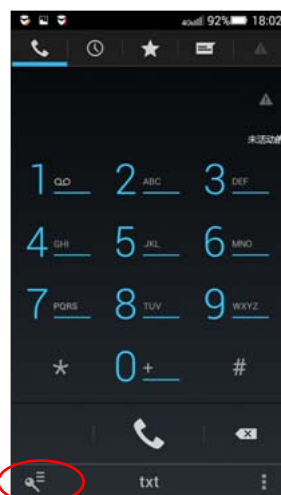 92% 18:02
未活动
1
2 ABC
3 DEF
4 GHI
5 JKL
6 MNO
7 PQRS
8 TUV
9 WXYZ
* 0 + #
txt